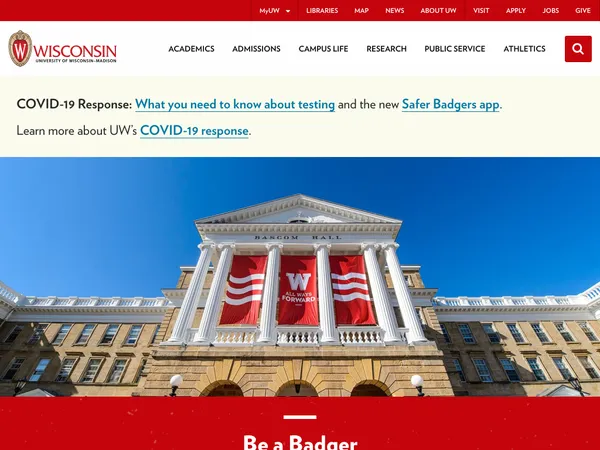 MyUW LIBRARIES MAP NEWS ABOUT UW VISIT APPLY JOBS GIVE
W WISCONSIN
UNIVERSITY OF WISCONSIN–MADISON
ACADEMICS ADMISSIONS CAMPUS LIFE RESEARCH PUBLIC SERVICE ATHLETICS
COVID-19 Response: What you need to know about testing and the new Safer Badgers app.
Learn more about UW's COVID-19 response.
BASCOM HALL
W
ALL WAYS
FORWARD
Be a Badger